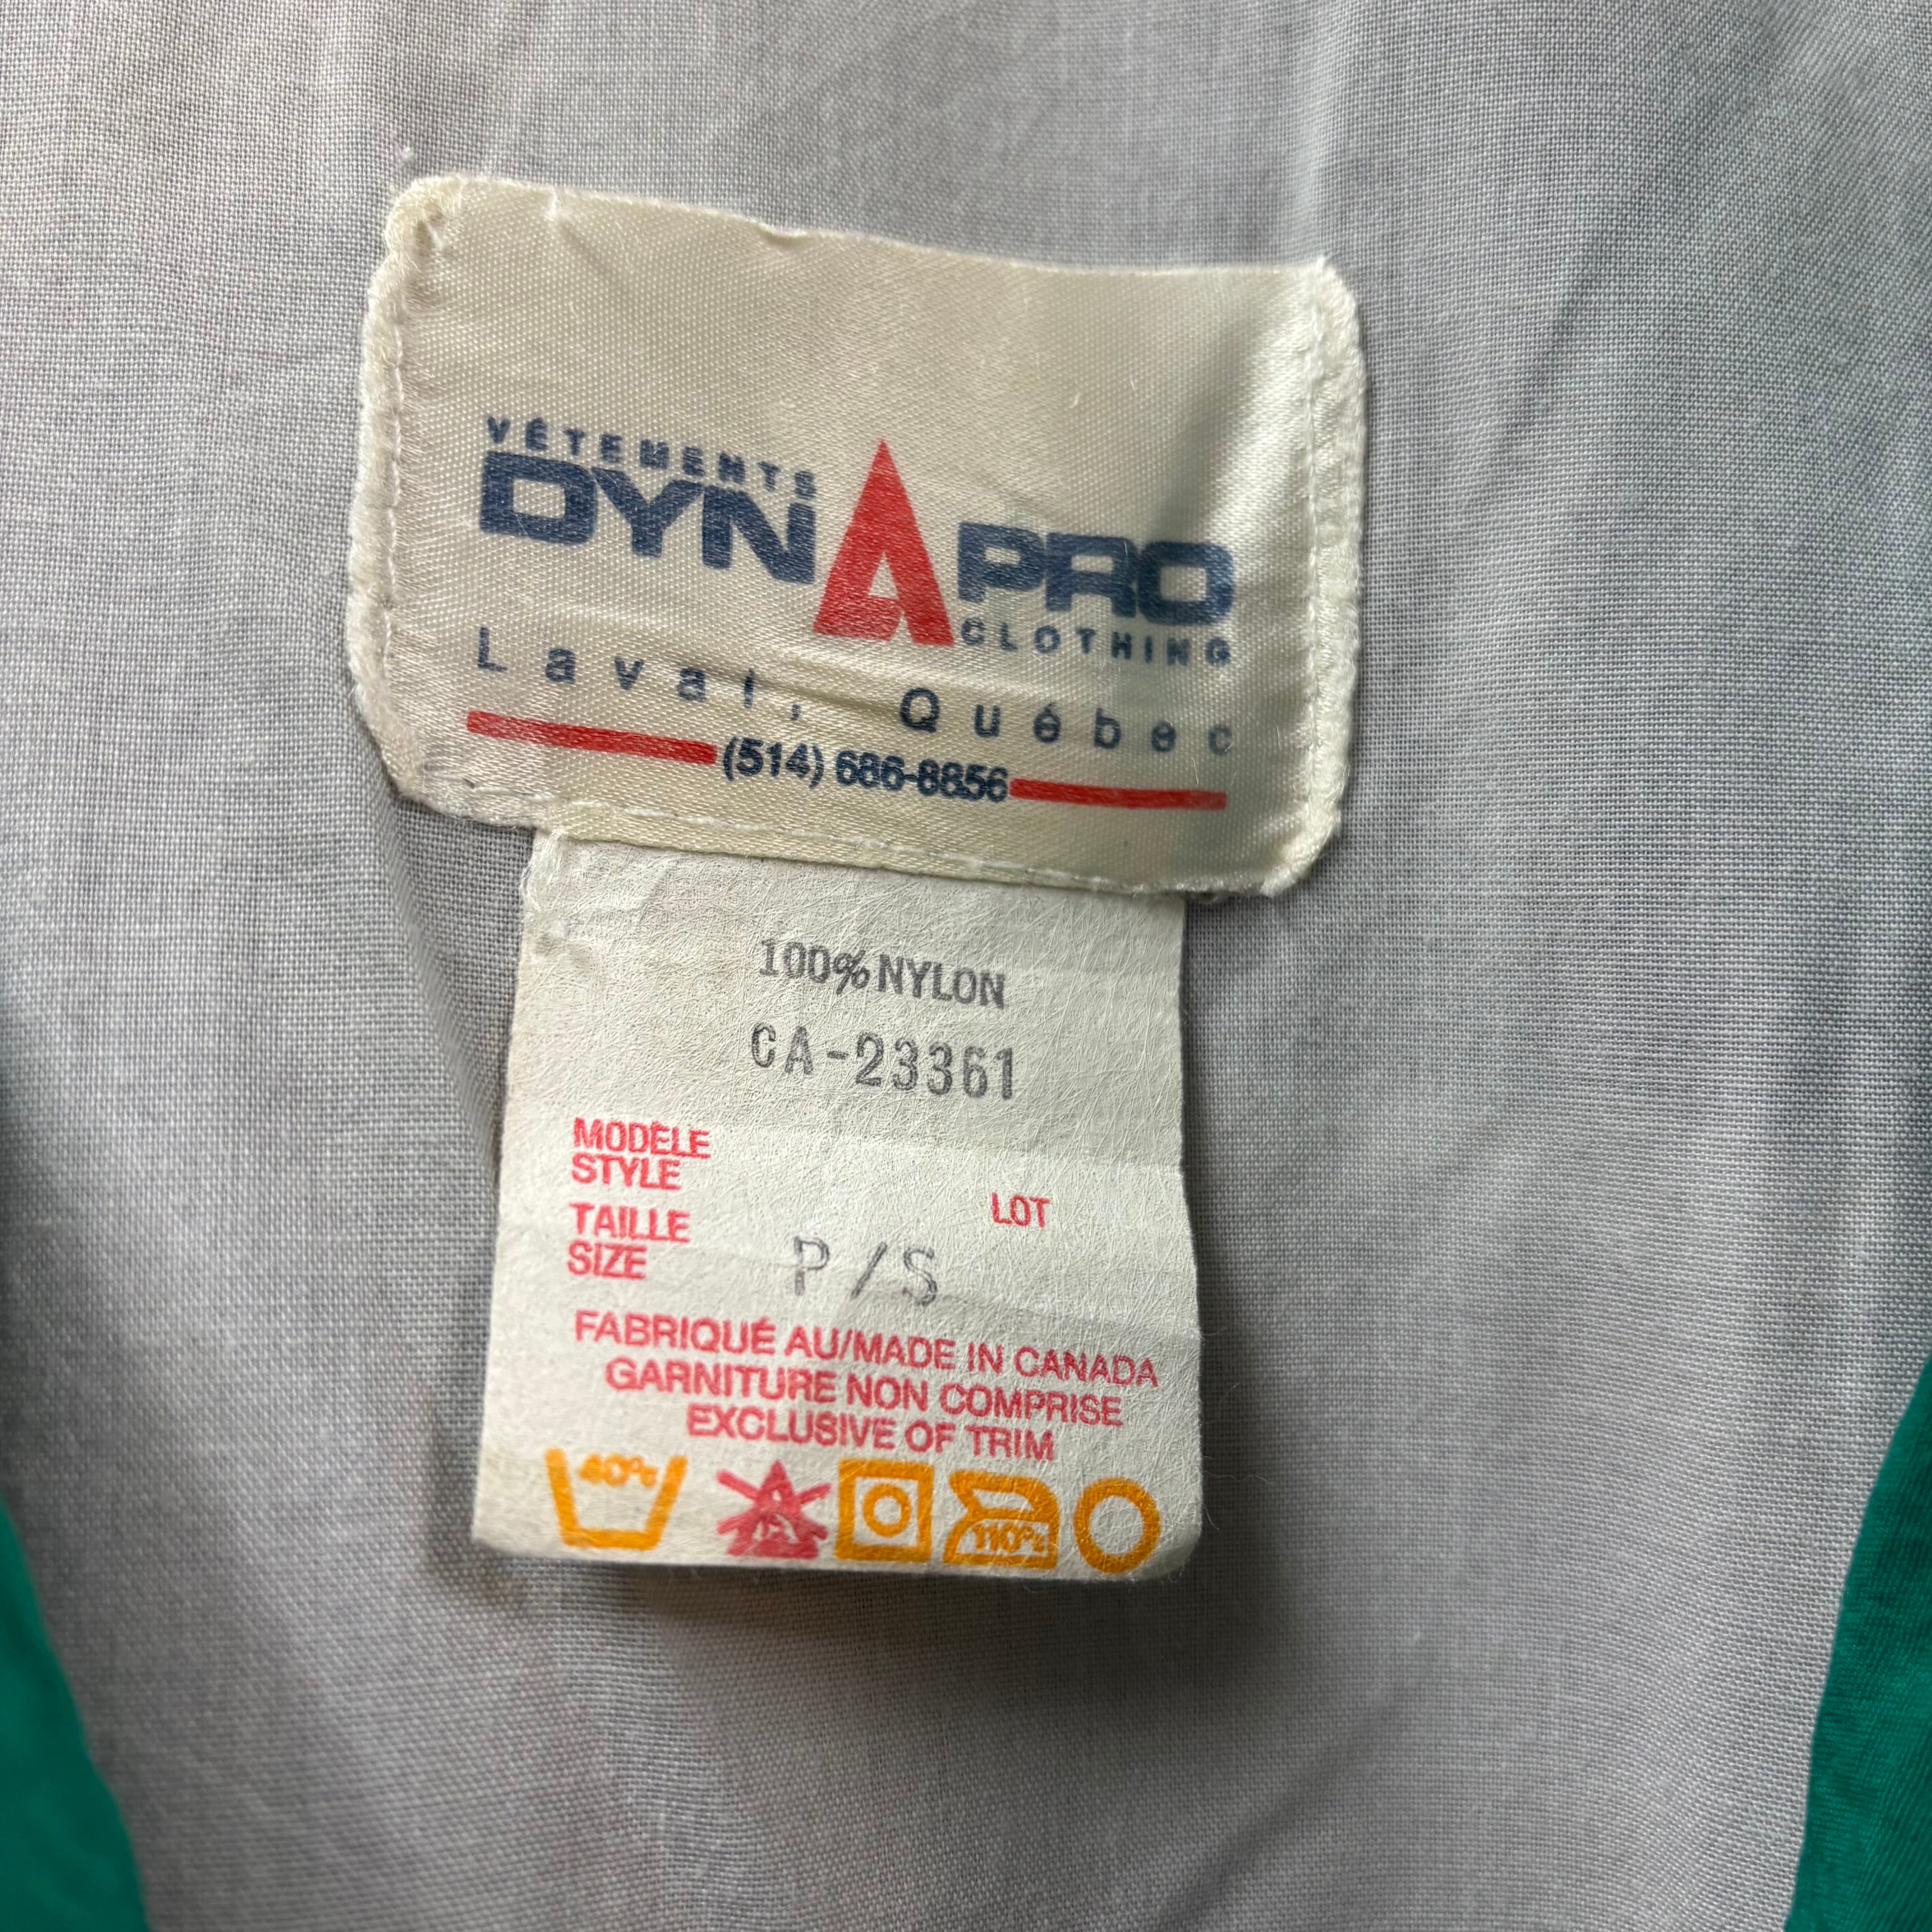 VÊTEMENTS
DYNAPRO
CLOTHING
Laval, Québec
(514) 686-8856
100% NYLON
CA-23361
MODÈLE
STYLE
LOT
TAILLE
SIZE
P/S
FABRIQUÉ AU/MADE IN CANADA
GARNITURE NON COMPRISE
EXCLUSIVE OF TRIM
40°c
110°c